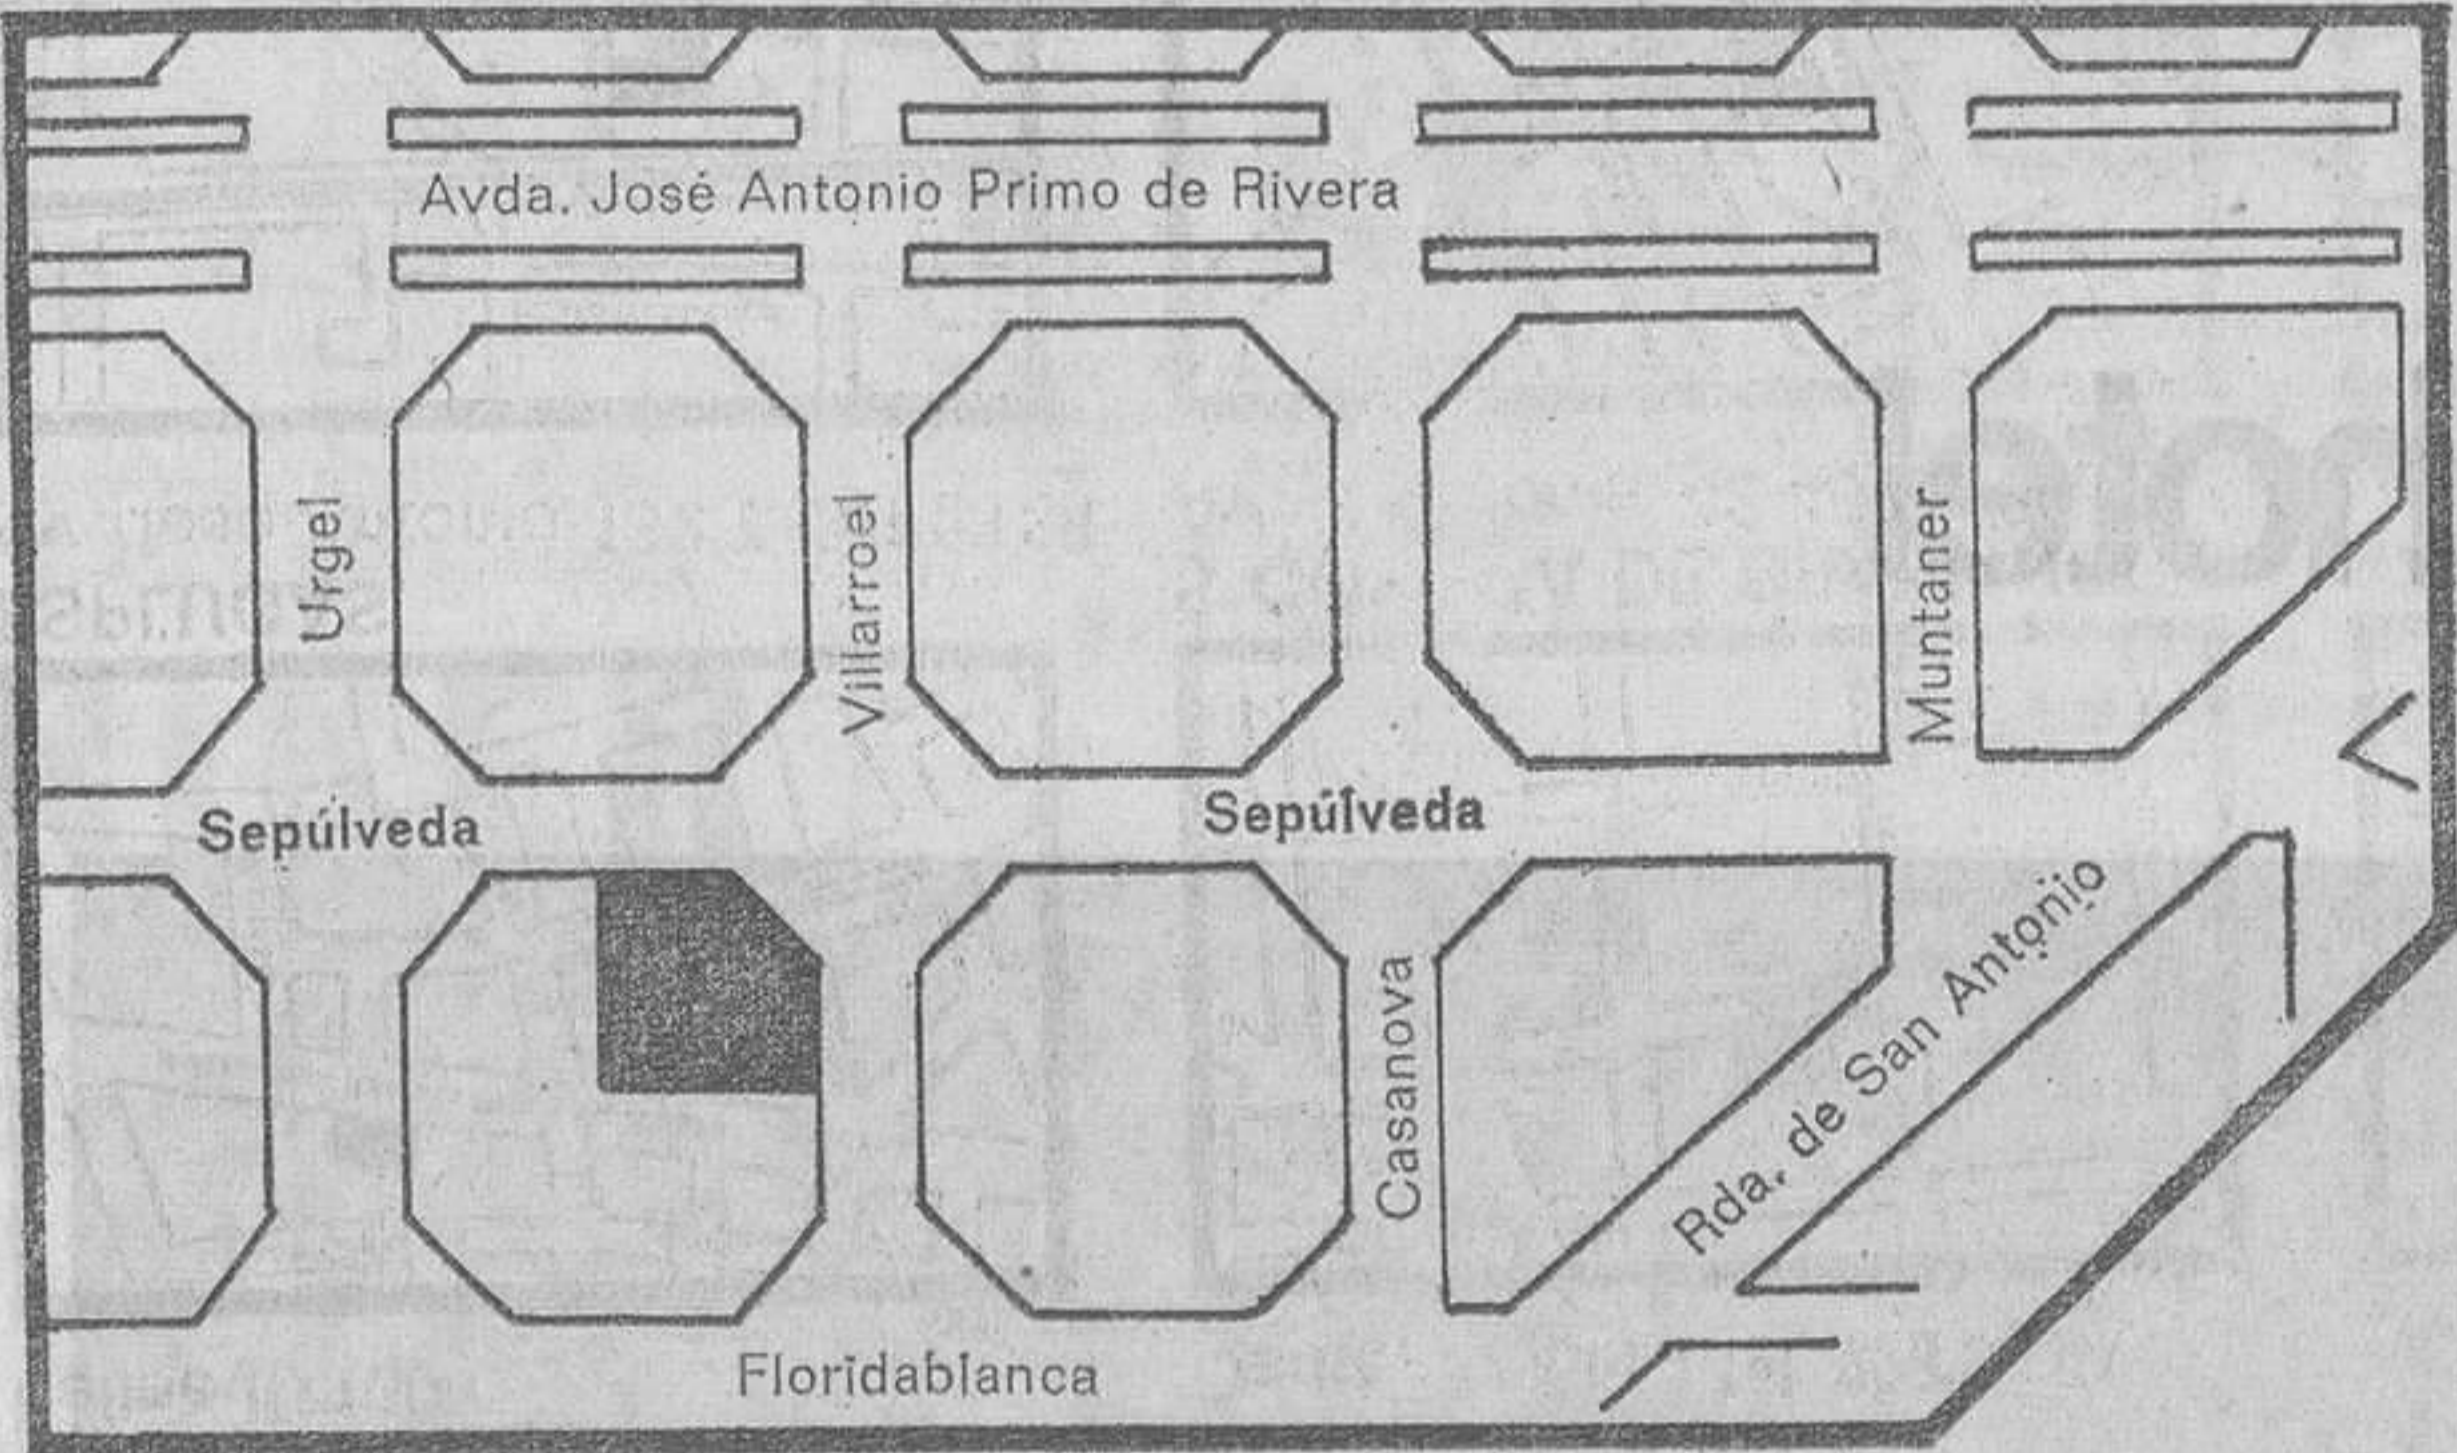 Avda. José Antonio Primo de Rivera
Urgel
Villarroel
Muntaner
Sepúlveda
Sepúlveda
Casanova
Rda. de San Antonio
Floridablanca